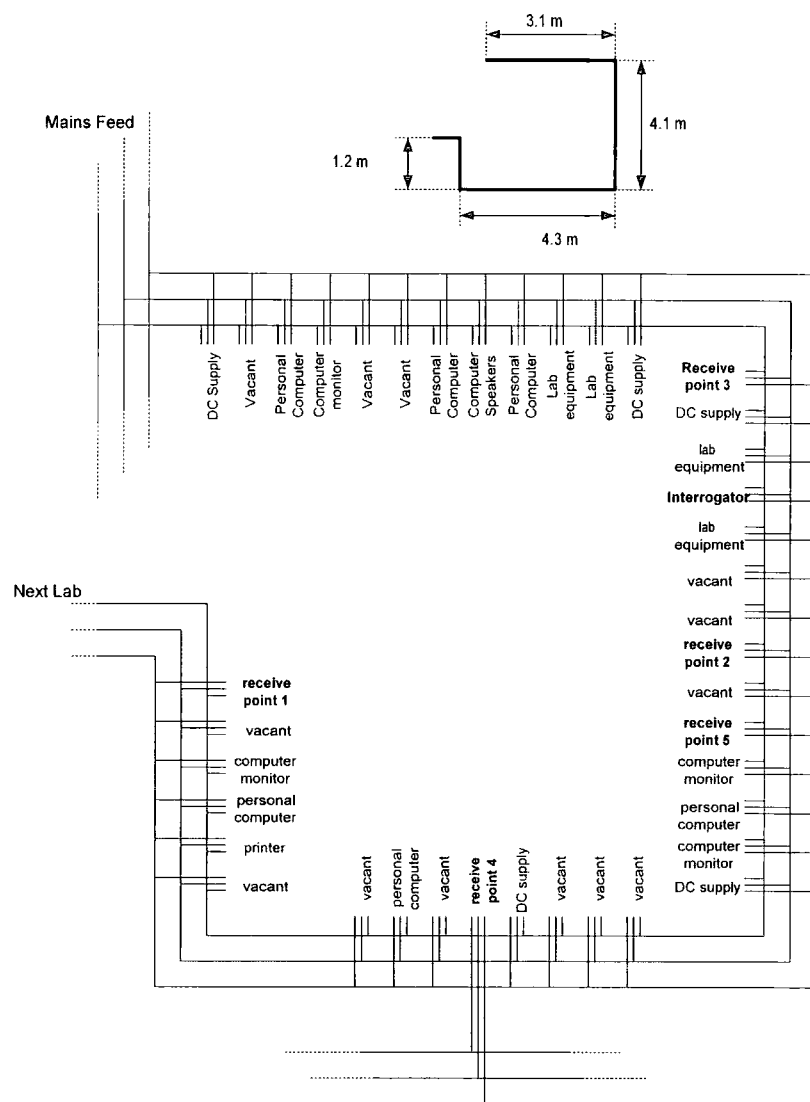 3.1 m
Mains Feed
4.1 m
1.2 m
4.3 m
DC Supply
Vacant
Personal
Computer
Computer
monitor
Vacant
Vacant
Personal
Computer
Computer
Speakers
Personal
Computer
Lab
equipment
Lab
equipment
DC supply
Receive
point 3
DC supply
lab
equipment
Interrogator
lab
equipment
vacant
vacant
receive
point 2
vacant
receive
point 5
computer
monitor
personal
computer
computer
monitor
DC supply
Next Lab
receive
point 1
vacant
computer
monitor
personal
computer
printer
vacant
vacant
personal
computer
vacant
receive
point 4
DC supply
vacant
vacant
vacant